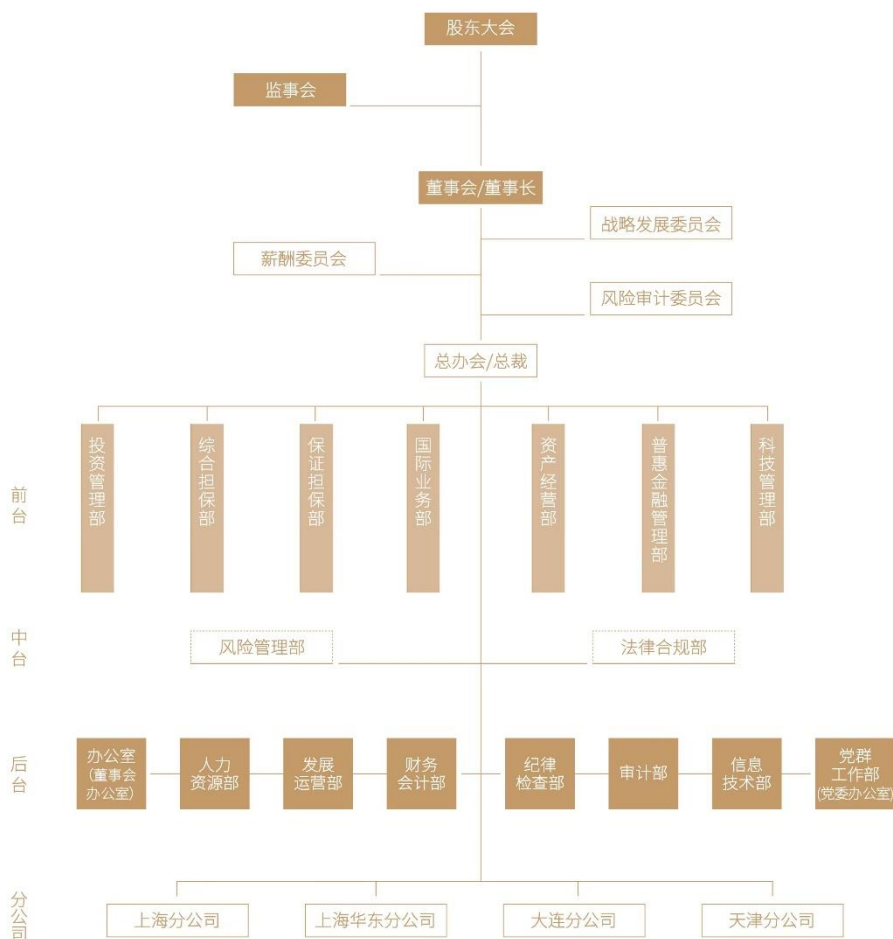 股东大会
监事会
董事会/董事长
战略发展委员会
薪酬委员会
风险审计委员会
总办会/总裁
前台
投资管理部
综合担保部
保证担保部
国际业务部
资产经营部
普惠金融管理部
科技管理部
中台
风险管理部
法律合规部
后台
办公室
(董事会
办公室)
人力
资源部
发展
运营部
财务
会计部
纪律
检查部
审计部
信息
技术部
党群
工作部
(党委办公室)
分公司
上海分公司
上海华东分公司
大连分公司
天津分公司